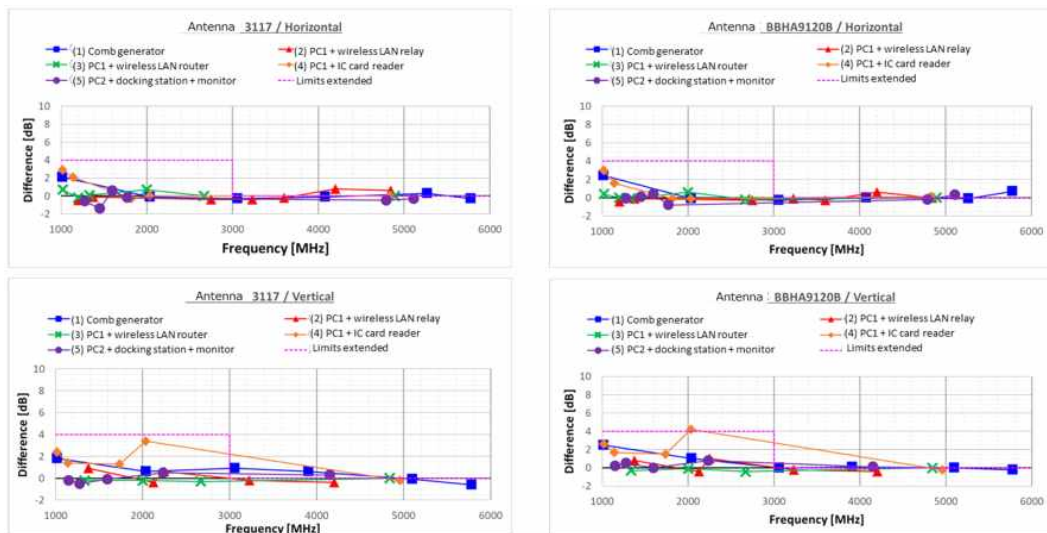 Antenna 3117 / Horizontal
(1) Comb generator
(2) PC1 + wireless LAN relay
(3) PC1 + wireless LAN router
(4) PC1 + IC card reader
(5) PC2 + docking station + monitor
Limits extended
Difference [dB]
10
8
6
4
2
0
-2
1000 2000 3000 4000 5000 6000
Frequency [MHz]
Antenna : BBHA9120B / Horizontal
(1) Comb generator
(2) PC1 + wireless LAN relay
(3) PC1 + wireless LAN router
(4) PC1 + IC card reader
(5) PC2 + docking station + monitor
Limits extended
Difference [dB]
10
8
6
4
2
0
-2
1000 2000 3000 4000 5000 6000
Frequency [MHz]
Antenna 3117 / Vertical
(1) Comb generator
(2) PC1 + wireless LAN relay
(3) PC1 + wireless LAN router
(4) PC1 + IC card reader
(5) PC2 + docking station + monitor
Limits extended
Difference [dB]
10
8
6
4
2
0
-2
1000 2000 3000 4000 5000 6000
Frequency [MHz]
Antenna : BBHA9120B / Vertical
(1) Comb generator
(2) PC1 + wireless LAN relay
(3) PC1 + wireless LAN router
(4) PC1 + IC card reader
(5) PC2 + docking station + monitor
Limits extended
Difference [dB]
10
8
6
4
2
0
-2
1000 2000 3000 4000 5000 6000
Frequency [MHz]